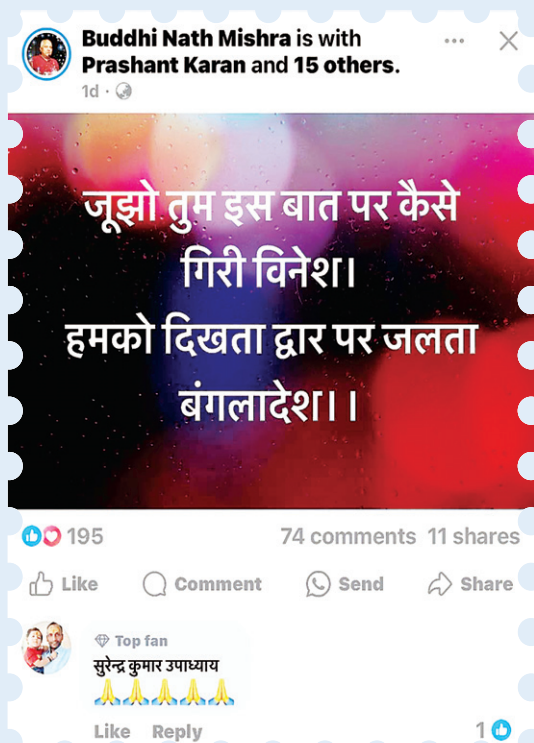 Buddhi Nath Mishra is with
Prashant Karan and 15 others.
1d ·
जूझो तुम इस बात पर कैसे
गिरी विनेश।
हमको दिखता द्वार पर जलता
बंगलादेश।।
195 74 comments 11 shares
Like Comment Send Share
Top fan
सुरेन्द्र कुमार उपाध्याय
🙏🙏🙏🙏🙏
Like Reply 1